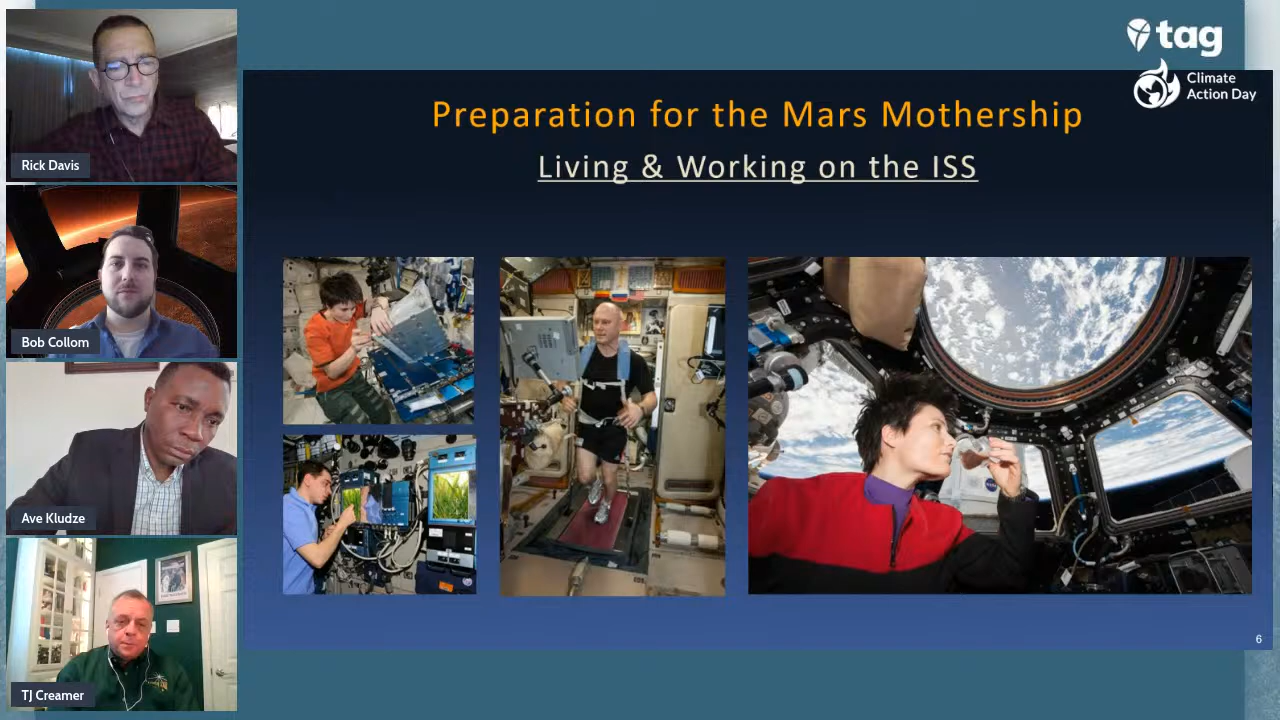 Rick Davis
Bob Collom
Ave Kludze
TJ Creamer
tag
Climate
Action Day
Preparation for the Mars Mothership
Living & Working on the ISS
6